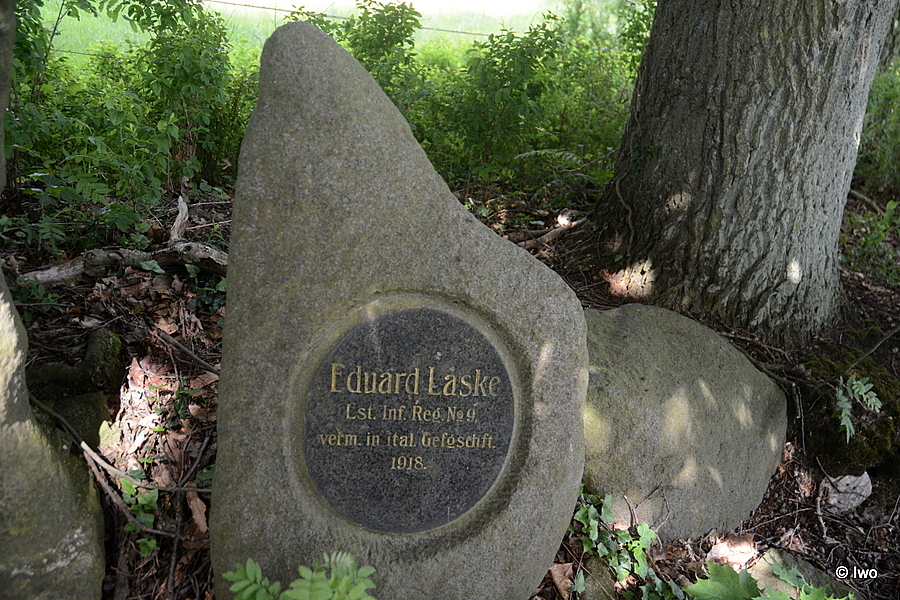 Eduard Laske
Lst. Inf. Reg. No 9
verm. in ital. Gefgschft.
1918.
© Iwo